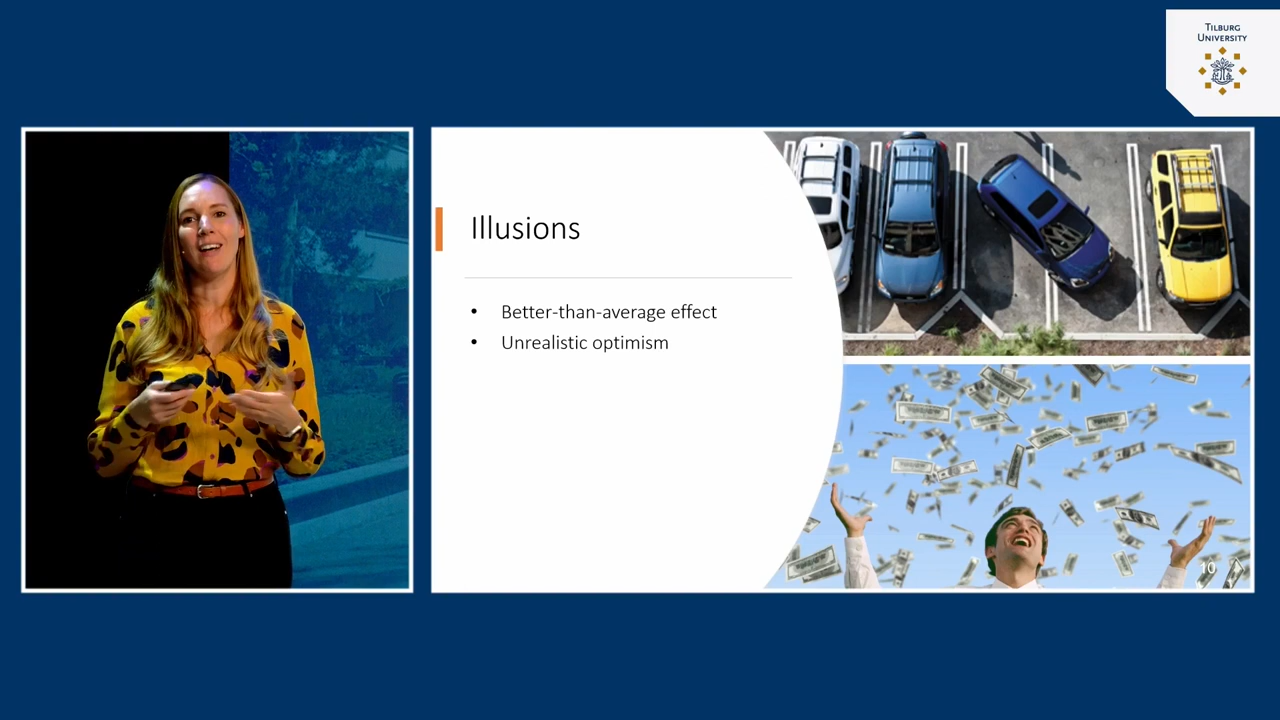 TILBURG
UNIVERSITY
Illusions
• Better-than-average effect
• Unrealistic optimism
10